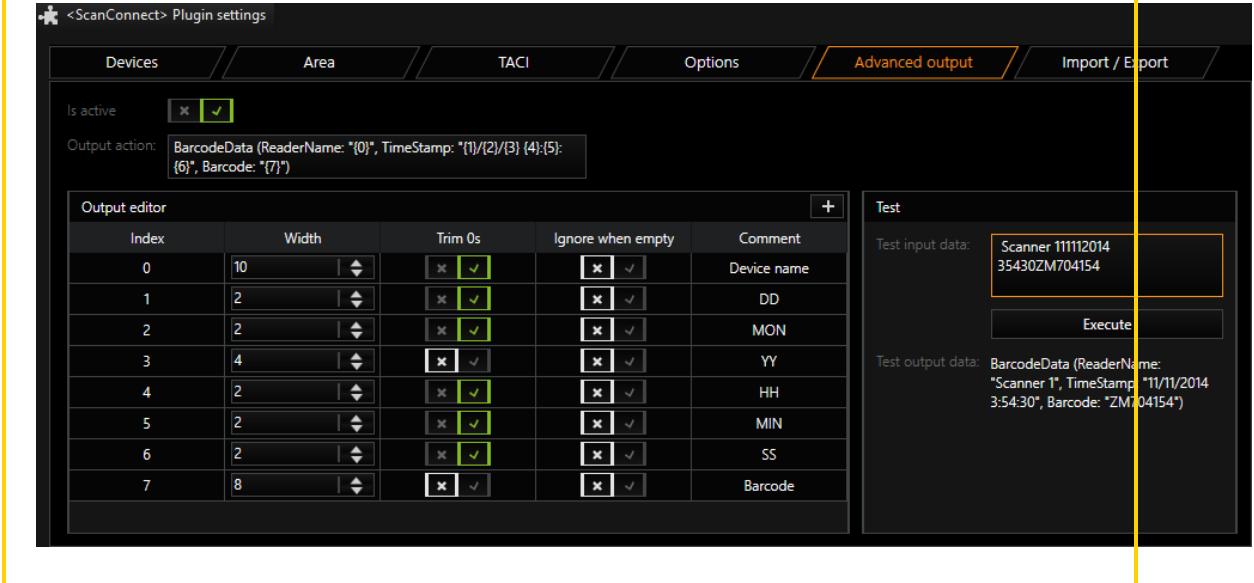 <ScanConnect> Plugin settings
Devices Area TACI Options Advanced output Import / Export
Is active
Output action: BarcodeData (ReaderName: "{0}", TimeStamp: "{1}/{2}/{3} {4}:{5}:
{6}", Barcode: "{7}")
Output editor
Index Width Trim 0s Ignore when empty Comment
0 10 Device name
1 2 DD
2 2 MON
3 4 YY
4 2 HH
5 2 MIN
6 2 SS
7 8 Barcode
Test
Test input data: Scanner 111112014
35430ZM704154
Execute
Test output data: BarcodeData (ReaderName:
"Scanner 1", TimeStamp: "11/11/2014
3:54:30", Barcode: "ZM704154")